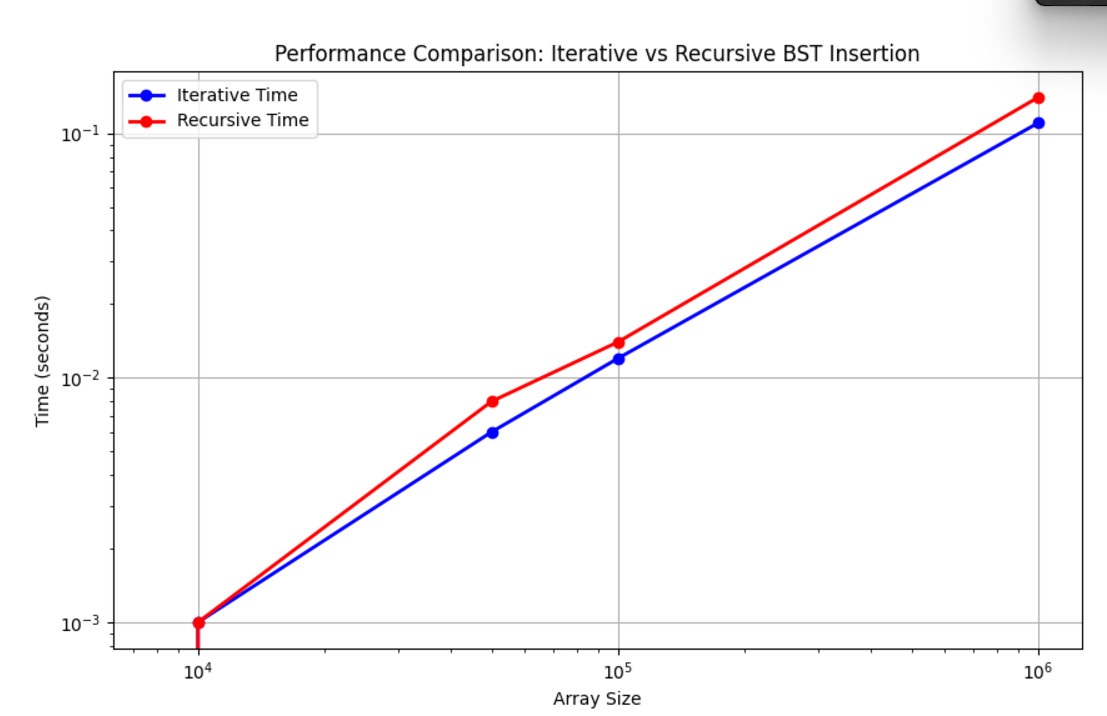 Performance Comparison: Iterative vs Recursive BST Insertion
Iterative Time
Recursive Time
10⁻¹
10⁻²
10⁻³
Time (seconds)
10⁴
10⁵
10⁶
Array Size